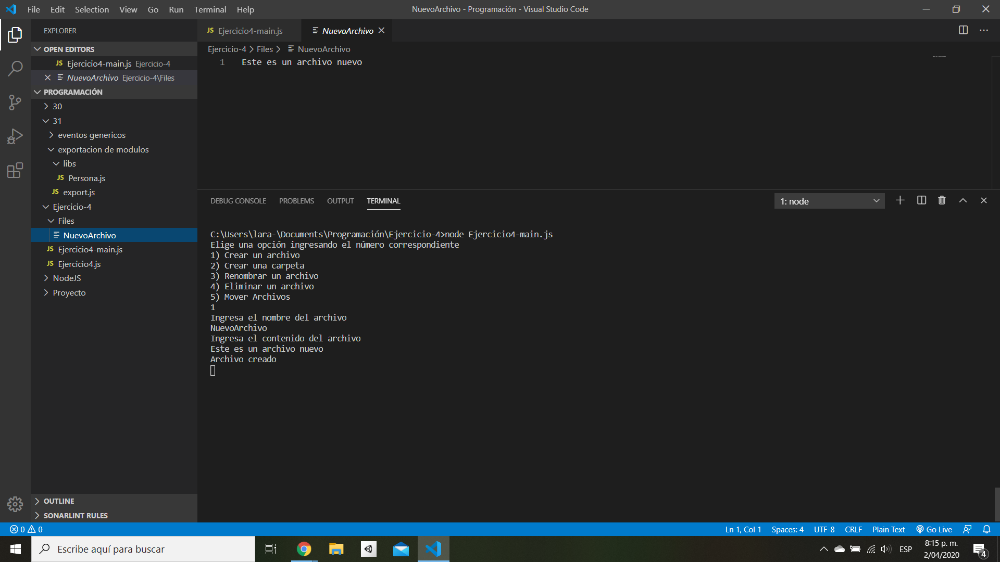 File Edit Selection View Go Run Terminal Help
NuevoArchivo - Programación - Visual Studio Code
EXPLORER
OPEN EDITORS
JS Ejercicio4-main.js Ejercicio-4
NuevoArchivo Ejercicio-4\Files
PROGRAMACIÓN
30
31
eventos genericos
exportacion de modulos
libs
JS Persona.js
JS export.js
Ejercicio-4
Files
NuevoArchivo
JS Ejercicio4-main.js
JS Ejercicio4.js
NodeJS
Proyecto
OUTLINE
SONARLINT RULES
JS Ejercicio4-main.js NuevoArchivo
Ejercicio-4 > Files > NuevoArchivo
1 Este es un archivo nuevo
DEBUG CONSOLE PROBLEMS OUTPUT TERMINAL 1: node
C:\Users\lara-\Documents\Programación\Ejercicio-4>node Ejercicio4-main.js
Elige una opción ingresando el número correspondiente
1) Crear un archivo
2) Crear una carpeta
3) Renombrar un archivo
4) Eliminar un archivo
5) Mover Archivos
1
Ingresa el nombre del archivo
NuevoArchivo
Ingresa el contenido del archivo
Este es un archivo nuevo
Archivo creado
0 0 Ln 1, Col 1 Spaces: 4 UTF-8 CRLF Plain Text Go Live
Escribe aquí para buscar
ESP
8:15 p. m.
2/04/2020
4